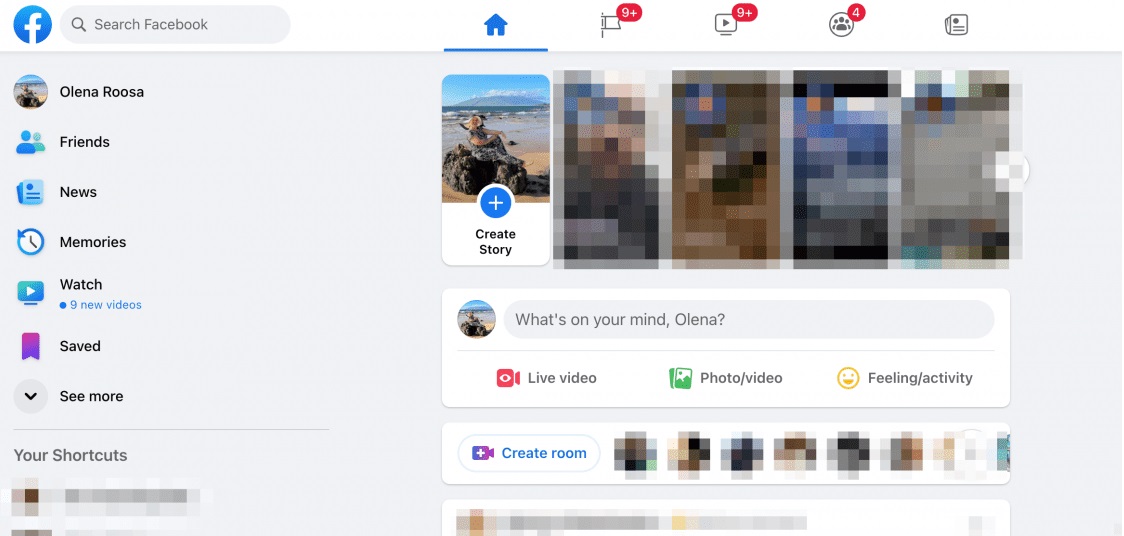 Search Facebook
9+
9+
4
Olena Roosa
Friends
News
Memories
Watch
9 new videos
Saved
See more
Your Shortcuts
Create
Story
What's on your mind, Olena?
Live video
Photo/video
Feeling/activity
Create room